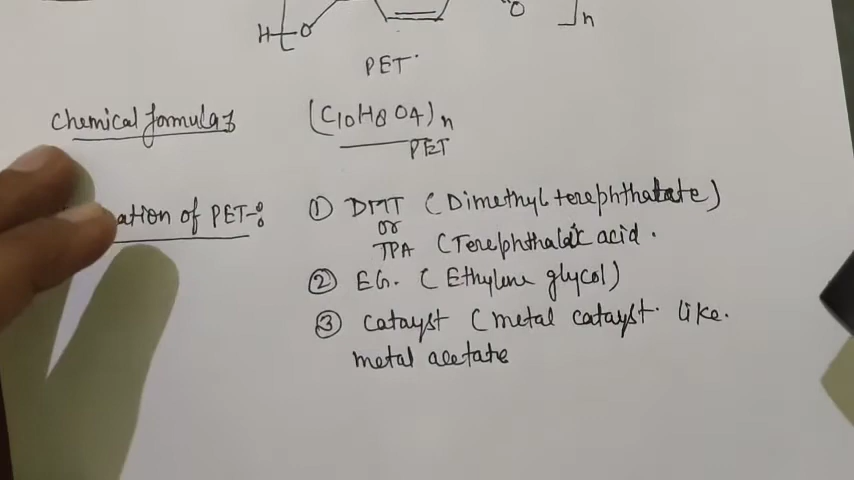 O
H O n
PET
Chemical formula: (C10H8O4)n
PET
ation of PET-: ① DMT (Dimethyl terephthatate)
or
TPA (Terephthalic acid.
② EG. (Ethylene glycol)
③ Catayst (metal catayst. like.
metal acetate